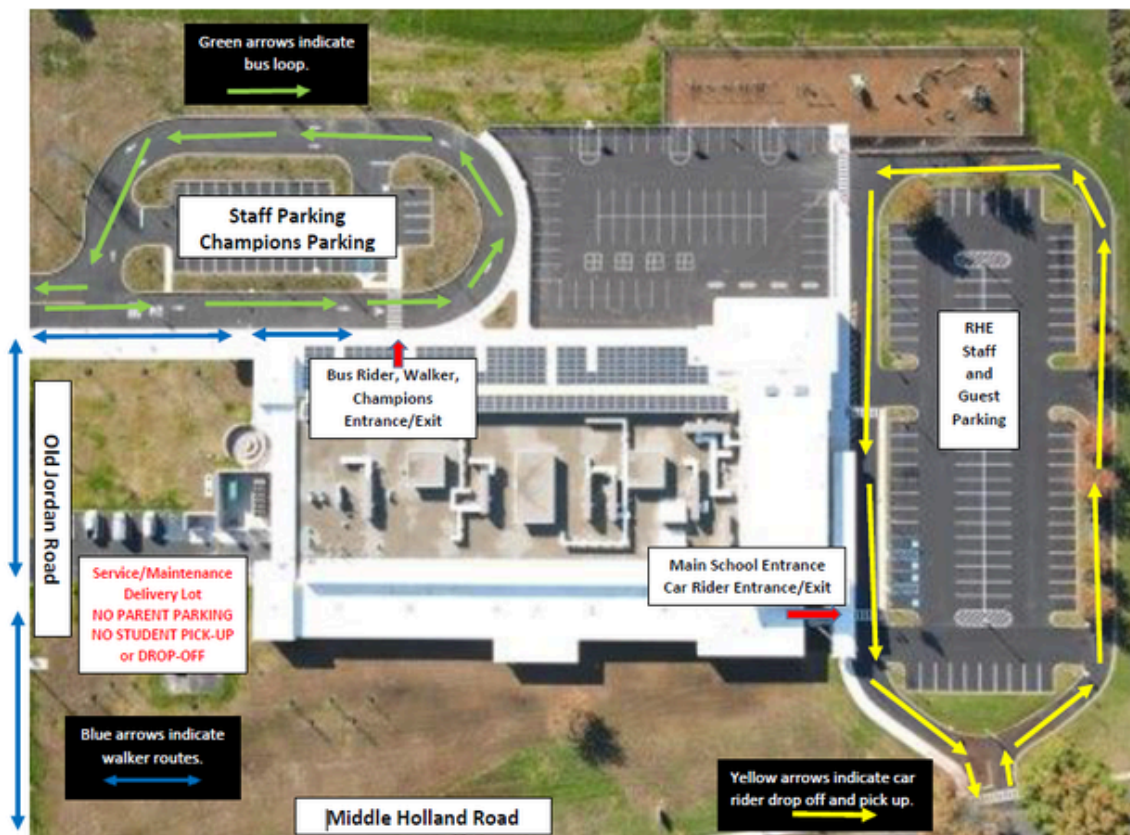 Green arrows indicate
bus loop.
Staff Parking
Champions Parking
RHE
Staff
and
Guest
Parking
Bus Rider, Walker,
Champions
Entrance/Exit
Old Jordan Road
Main School Entrance
Car Rider Entrance/Exit
Service/Maintenance
Delivery Lot
NO PARENT PARKING
NO STUDENT PICK-UP
or DROP-OFF
Blue arrows indicate
walker routes.
Yellow arrows indicate car
rider drop off and pick up.
Middle Holland Road